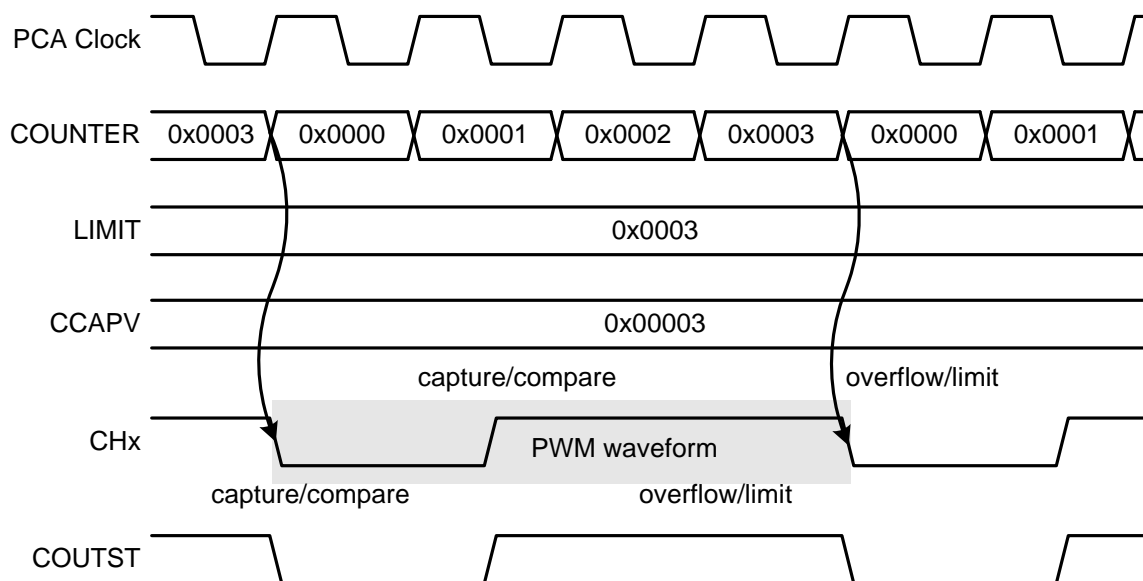 PCA Clock
COUNTER 0x0003 0x0000 0x0001 0x0002 0x0003 0x0000 0x0001
LIMIT 0x0003
CCAPV 0x00003
capture/compare overflow/limit
CHx PWM waveform
capture/compare overflow/limit
COUTST